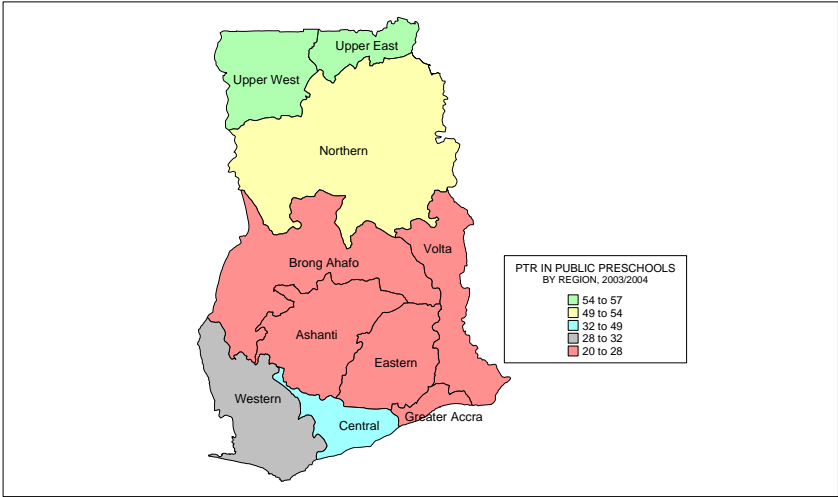 Upper East
Upper West
Northern
Volta
Brong Ahafo
PTR IN PUBLIC PRESCHOOLS
BY REGION, 2003/2004
54 to 57
49 to 54
32 to 49
28 to 32
20 to 28
Ashanti
Eastern
Western
Greater Accra
Central